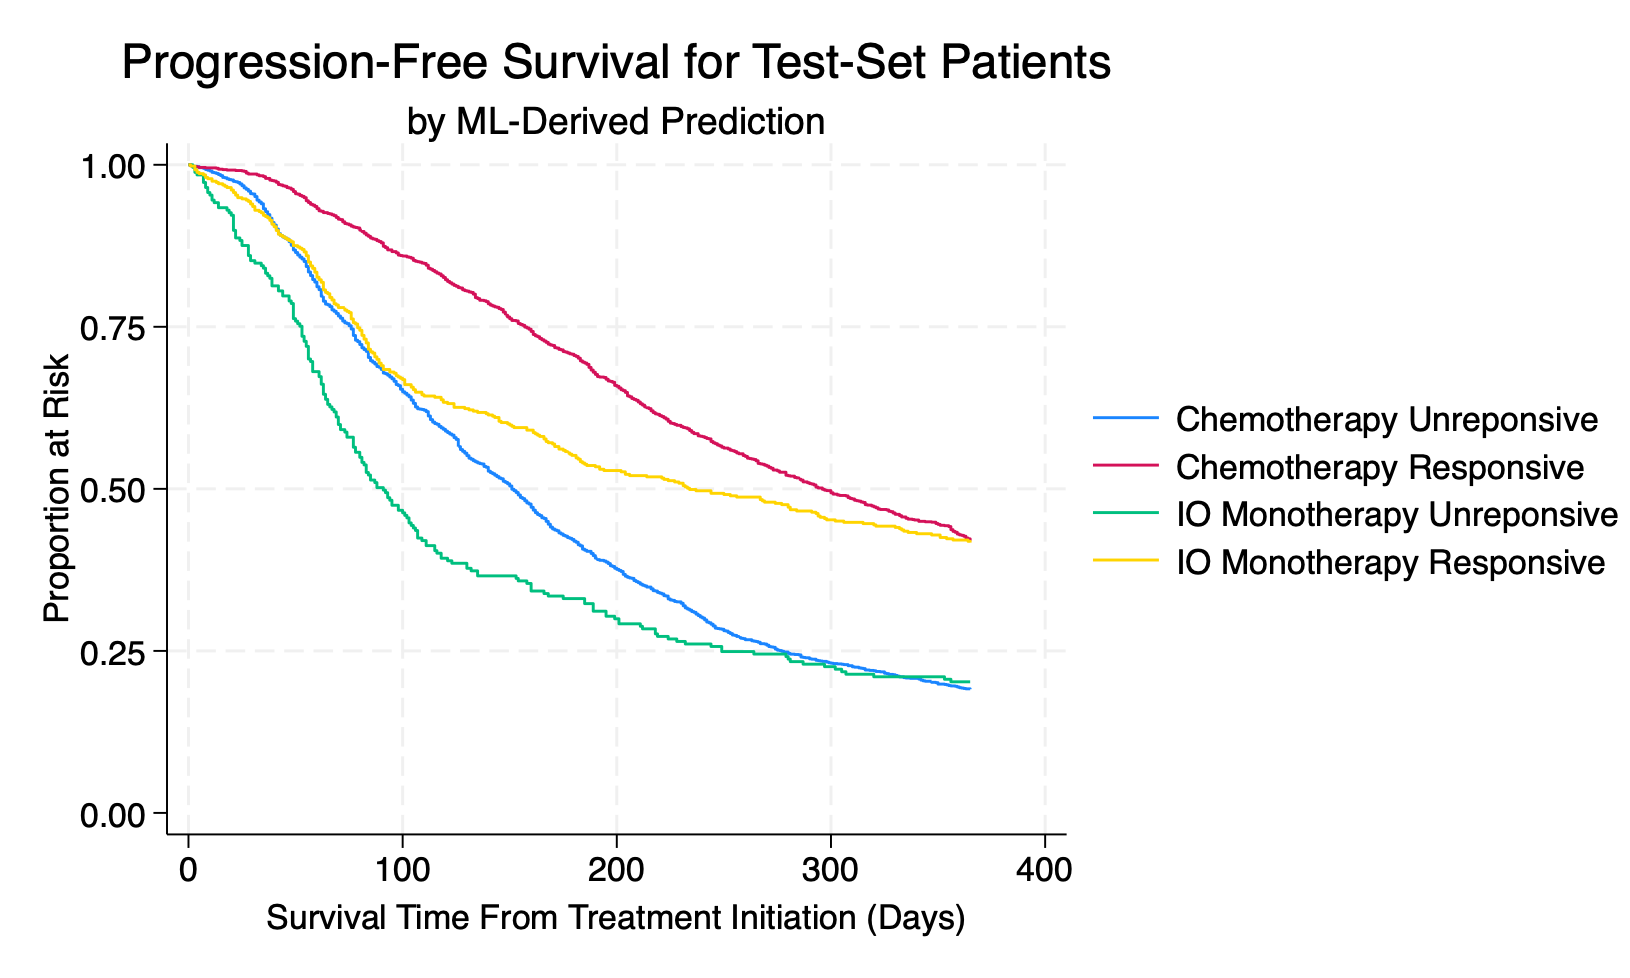 Progression-Free Survival for Test-Set Patients
by ML-Derived Prediction
Proportion at Risk
1.00
0.75
0.50
0.25
0.00
0 100 200 300 400
Survival Time From Treatment Initiation (Days)
Chemotherapy Unreponsive
Chemotherapy Responsive
IO Monotherapy Unreponsive
IO Monotherapy Responsive